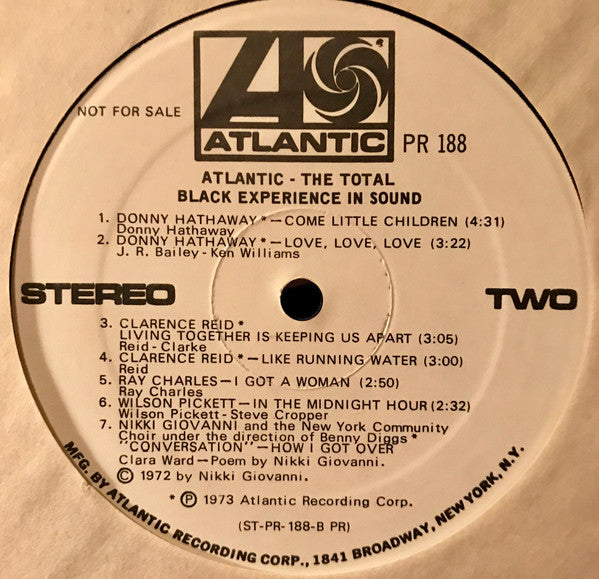 NOT FOR SALE
ATLANTIC
PR 188
ATLANTIC - THE TOTAL
BLACK EXPERIENCE IN SOUND
1. DONNY HATHAWAY*—COME LITTLE CHILDREN (4:31)
Donny Hathaway
2. DONNY HATHAWAY*—LOVE, LOVE, LOVE (3:22)
J. R. Bailey - Ken Williams
STEREO
TWO
3. CLARENCE REID*
LIVING TOGETHER IS KEEPING US APART (3:05)
Reid - Clarke
4. CLARENCE REID*—LIKE RUNNING WATER (3:00)
Reid
5. RAY CHARLES—I GOT A WOMAN (2:50)
Ray Charles
6. WILSON PICKETT—IN THE MIDNIGHT HOUR (2:32)
Wilson Pickett - Steve Cropper
7. NIKKI GIOVANNI and the New York Community
Choir under the direction of Benny Diggs*
"CONVERSATION"—HOW I GOT OVER
Clara Ward—Poem by Nikki Giovanni.
Ⓒ 1972 by Nikki Giovanni.
* Ⓟ 1973 Atlantic Recording Corp.
(ST-PR-188-B PR)
MFG. BY ATLANTIC RECORDING CORP., 1841 BROADWAY, NEW YORK, N.Y.